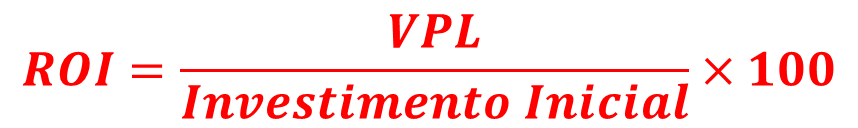 ROI = VPL / Investimento Inicial × 100